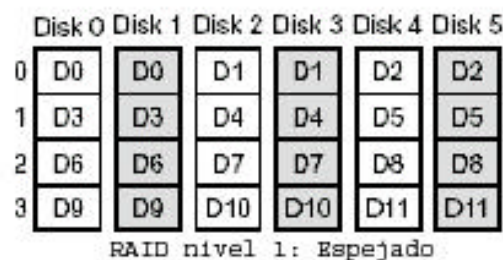 Disk 0 Disk 1 Disk 2 Disk 3 Disk 4 Disk 5
0 D0 D0 D1 D1 D2 D2
1 D3 D3 D4 D4 D5 D5
2 D6 D6 D7 D7 D8 D8
3 D9 D9 D10 D10 D11 D11
RAID nivel 1: Espejado